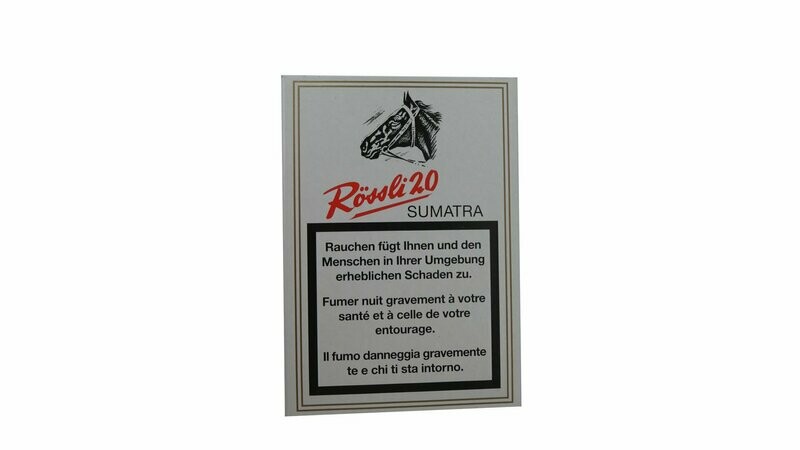 Rössli 20
SUMATRA
Rauchen fügt Ihnen und den
Menschen in Ihrer Umgebung
erheblichen Schaden zu.
Fumer nuit gravement à votre
santé et à celle de votre
entourage.
Il fumo danneggia gravemente
te e chi ti sta intorno.